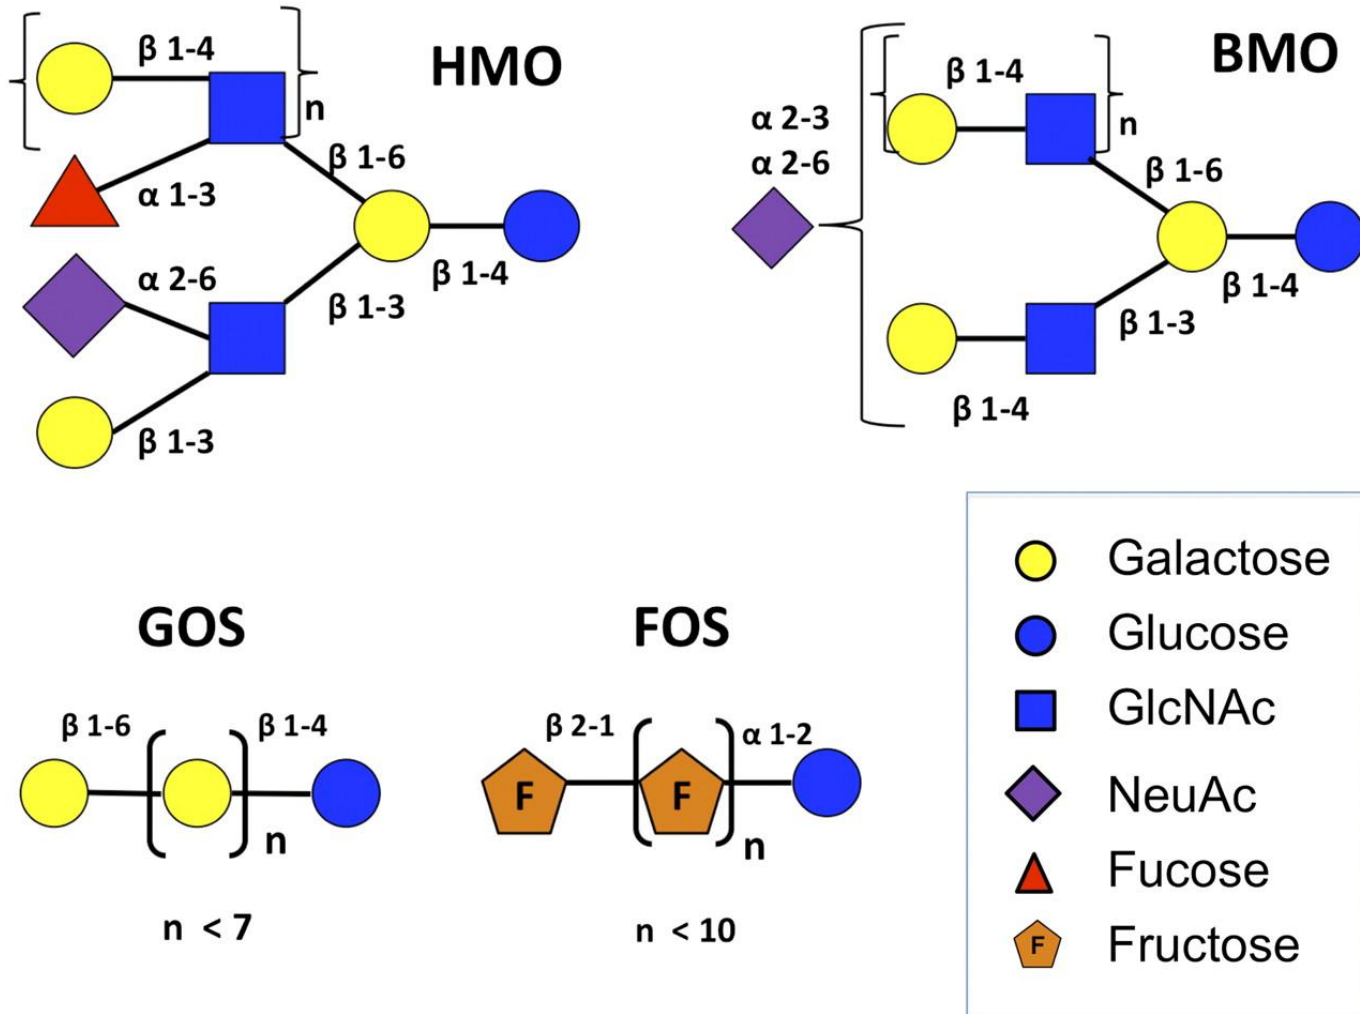 HMO
β 1-4
n
α 1-3
β 1-6
α 2-6
β 1-3
β 1-4
β 1-3
BMO
α 2-3
α 2-6
β 1-4
n
β 1-6
β 1-4
β 1-3
β 1-4
GOS
β 1-6
β 1-4
n
n < 7
FOS
β 2-1
α 1-2
F
F
n
n < 10
Galactose
Glucose
GlcNAc
NeuAc
Fucose
F Fructose